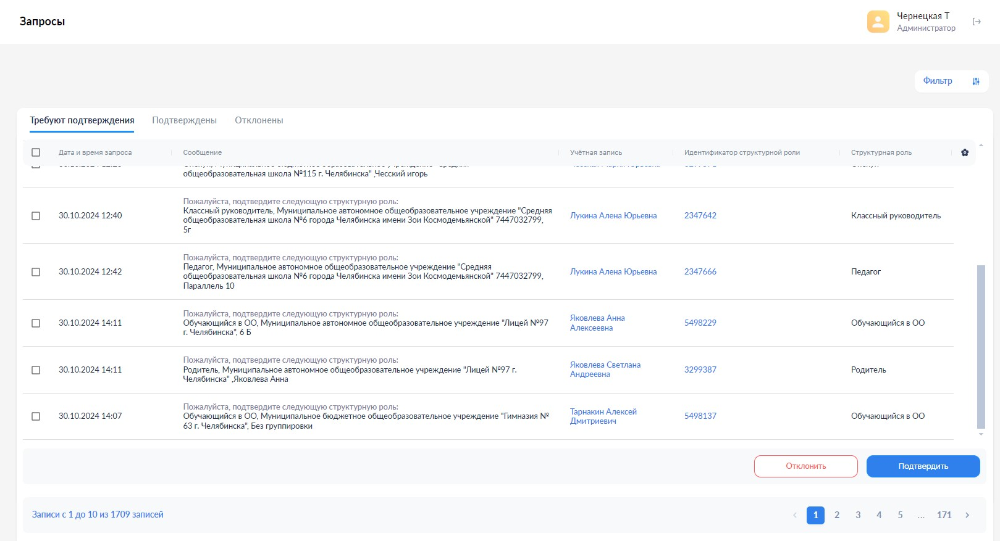 Запросы
Чернецкая Т
Администратор
Фильтр
Требуют подтверждения Подтверждены Отклонены
Дата и время запроса Сообщение Учётная запись Идентификатор структурной роли Структурная роль
общеобразовательная школа №115 г. Челябинска" ,Чесский игорь
Пожалуйста, подтвердите следующую структурную роль:
Классный руководитель, Муниципальное автономное общеобразовательное учреждение "Средняя
30.10.2024 12:40 общеобразовательная школа №6 города Челябинска имени Зои Космодемьянской" 7447032799, Лукина Алена Юрьевна 2347642 Классный руководитель
5г
Пожалуйста, подтвердите следующую структурную роль:
Педагог, Муниципальное автономное общеобразовательное учреждение "Средняя
30.10.2024 12:42 общеобразовательная школа №6 города Челябинска имени Зои Космодемьянской" 7447032799, Лукина Алена Юрьевна 2347666 Педагог
Параллель 10
Пожалуйста, подтвердите следующую структурную роль:
30.10.2024 14:11 Обучающийся в ОО, Муниципальное автономное общеобразовательное учреждение "Лицей №97 Яковлева Анна 5498229 Обучающийся в ОО
г. Челябинска", 6 Б Алексеевна
Пожалуйста, подтвердите следующую структурную роль:
30.10.2024 14:11 Родитель, Муниципальное автономное общеобразовательное учреждение "Лицей №97 г. Яковлева Светлана 3299387 Родитель
Челябинска" ,Яковлева Анна Андреевна
Пожалуйста, подтвердите следующую структурную роль:
30.10.2024 14:07 Обучающийся в ОО, Муниципальное бюджетное общеобразовательное учреждение "Гимназия № Тарнакин Алексей 5498137 Обучающийся в ОО
63 г. Челябинска", Без группировки Дмитриевич
Отклонить Подтвердить
Записи с 1 до 10 из 1709 записей 1 2 3 4 5 ... 171